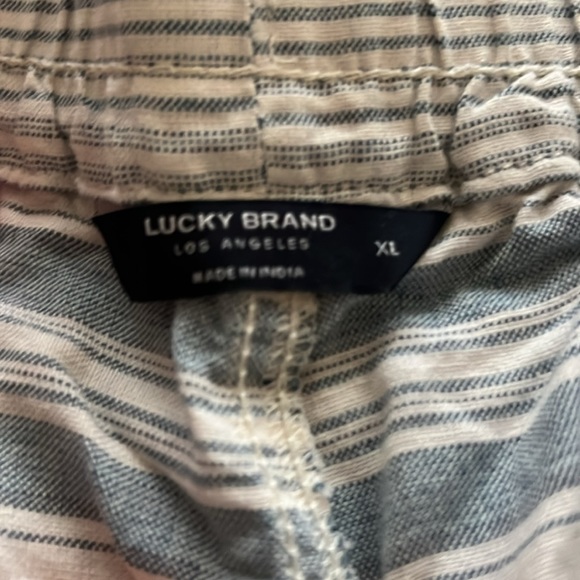 LUCKY BRAND
LOS ANGELES
XL
MADE IN INDIA